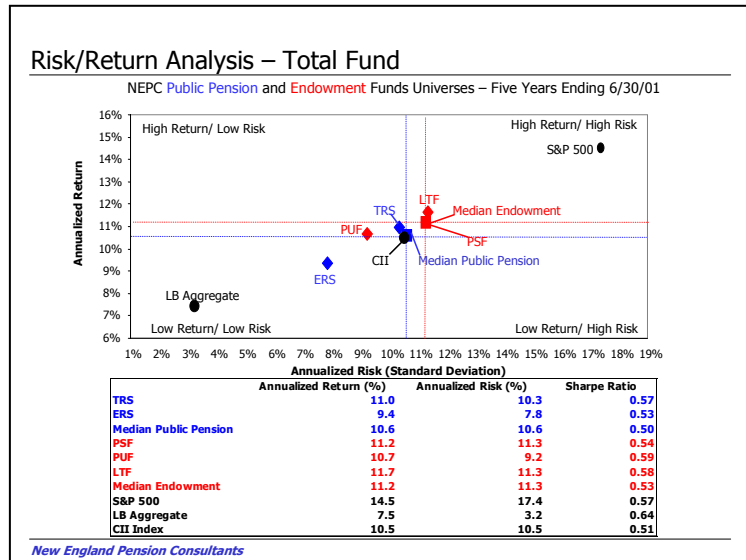 Risk/Return Analysis – Total Fund
NEPC Public Pension and Endowment Funds Universes – Five Years Ending 6/30/01
Annualized Return
16%
15%
14%
13%
12%
11%
10%
9%
8%
7%
6%
High Return/ Low Risk
High Return/ High Risk
S&P 500
LTF
TRS
Median Endowment
PUF
PSF
CII
Median Public Pension
ERS
LB Aggregate
Low Return/ Low Risk
Low Return/ High Risk
1% 2% 3% 4% 5% 6% 7% 8% 9% 10% 11% 12% 13% 14% 15% 16% 17% 18% 19%
Annualized Risk (Standard Deviation)
Annualized Return (%) Annualized Risk (%) Sharpe Ratio
TRS 11.0 10.3 0.57
ERS 9.4 7.8 0.53
Median Public Pension 10.6 10.6 0.50
PSF 11.2 11.3 0.54
PUF 10.7 9.2 0.59
LTF 11.7 11.3 0.58
Median Endowment 11.2 11.3 0.53
S&P 500 14.5 17.4 0.57
LB Aggregate 7.5 3.2 0.64
CII Index 10.5 10.5 0.51
New England Pension Consultants